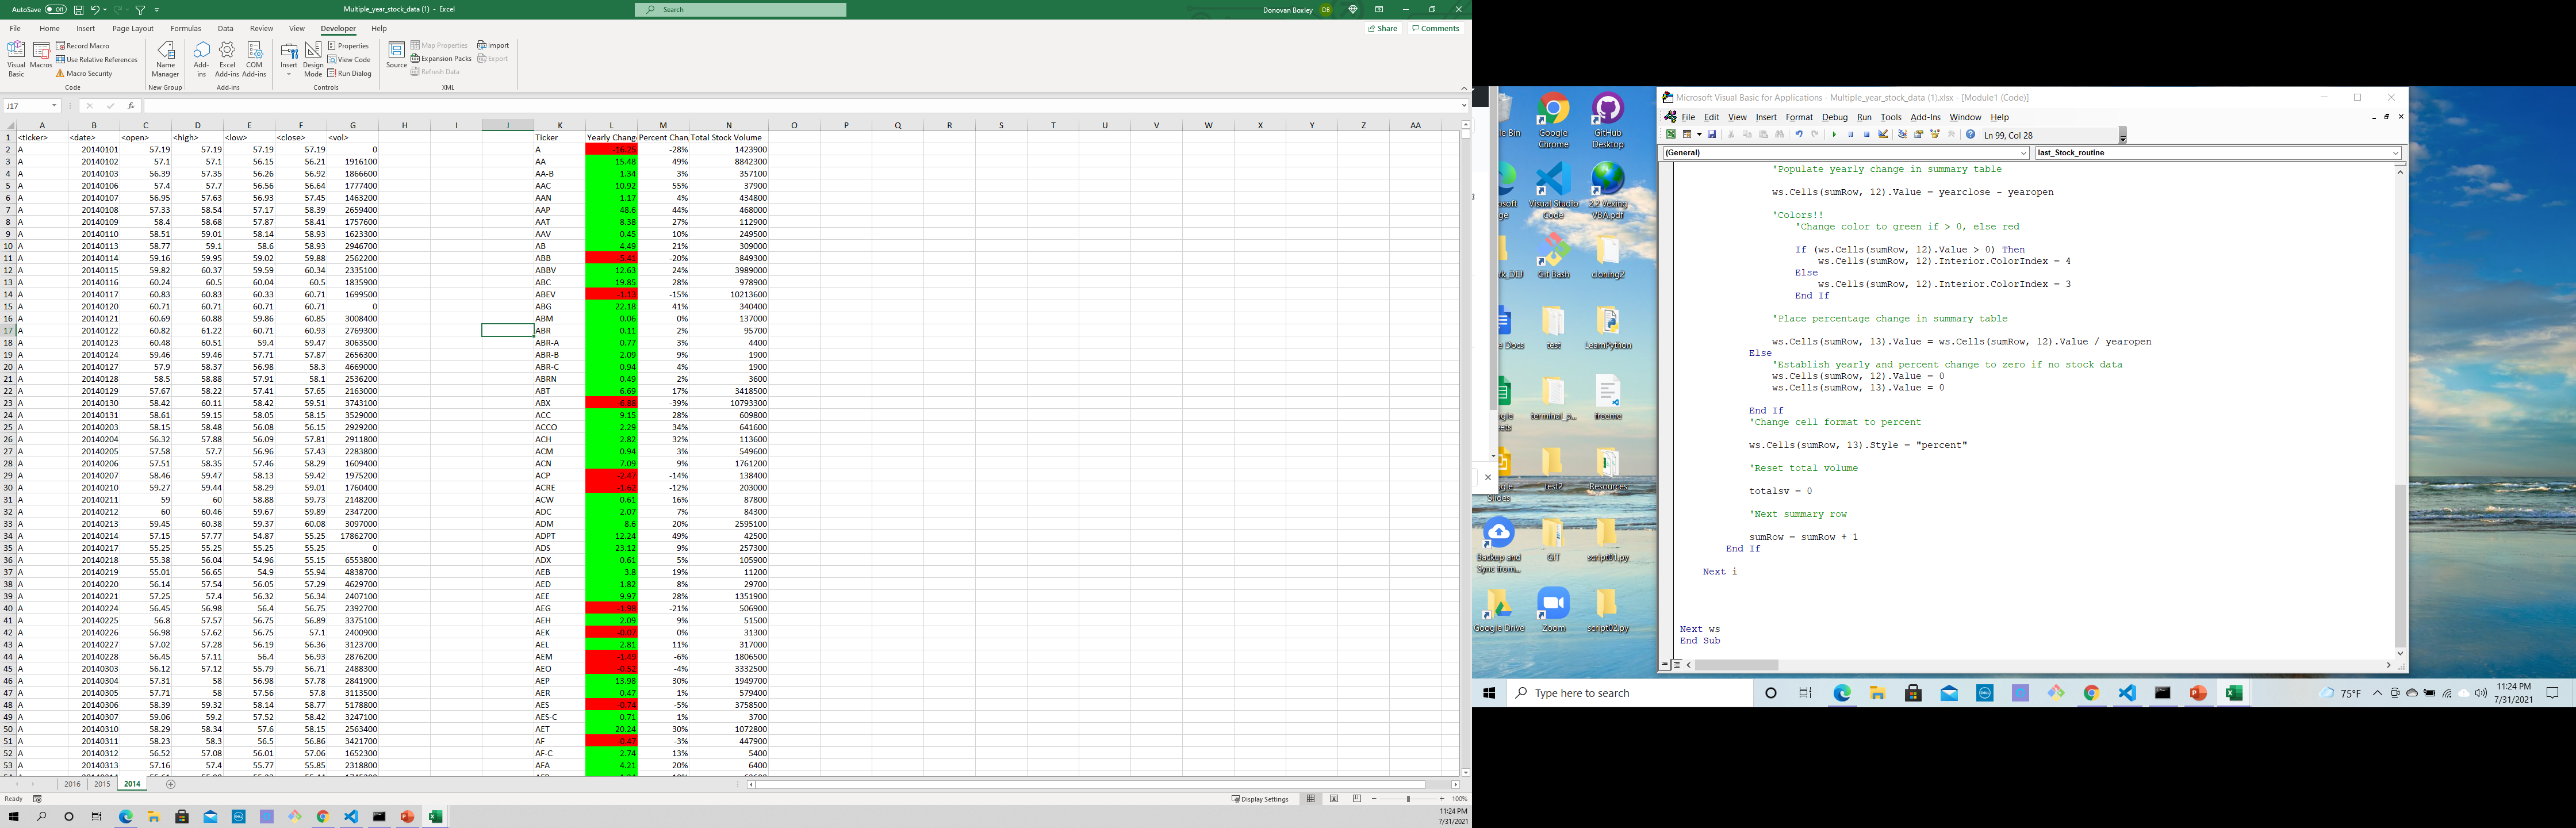 AutoSave Off Multiple_year_stock_data (1) - Excel Search Donovan Boxley DB
File Home Insert Page Layout Formulas Data Review View Developer Help Share Comments
Visual Basic Macros Record Macro Use Relative References Macro Security Name Manager Add-ins Excel Add-ins COM Add-ins Insert Design Mode Properties View Code Run Dialog Source Map Properties Expansion Packs Refresh Data Import Export
Code New Group Add-ins Controls XML
J17 fx
A B C D E F G H I J K L M N O P Q R S T U V W X Y Z AA
1 <ticker> <date> <open> <high> <low> <close> <vol> Ticker Yearly Chang Percent Chan Total Stock Volume
2 A 20140101 57.19 57.19 57.19 57.19 0 A -16.25 -28% 1423900
3 A 20140102 57.1 57.1 56.15 56.21 1916100 AA 15.48 49% 8842300
4 A 20140103 56.39 57.35 56.26 56.92 1866600 AA-B 1.34 3% 357100
5 A 20140106 57.4 57.7 56.56 56.64 1777400 AAC 10.92 55% 37900
6 A 20140107 56.95 57.63 56.93 57.45 1463200 AAN 1.17 4% 434800
7 A 20140108 57.33 58.54 57.17 58.39 2659400 AAP 48.6 44% 468000
8 A 20140109 58.4 58.68 57.87 58.41 1757600 AAT 8.38 27% 112900
9 A 20140110 58.51 59.01 58.14 58.93 1623300 AAV 0.45 10% 249500
10 A 20140113 58.77 59.1 58.6 58.93 2946700 AB 4.49 21% 309000
11 A 20140114 59.16 59.95 59.02 59.88 2562200 ABB -5.41 -20% 849300
12 A 20140115 59.82 60.37 59.59 60.34 2335100 ABBV 12.63 24% 3989000
13 A 20140116 60.24 60.5 60.04 60.5 1835900 ABC 19.85 28% 978900
14 A 20140117 60.83 60.83 60.33 60.71 1699500 ABEV -1.13 -15% 10213600
15 A 20140120 60.71 60.71 60.71 60.71 0 ABG 22.18 41% 340400
16 A 20140121 60.69 60.88 59.86 60.85 3008400 ABM 0.06 0% 137000
17 A 20140122 60.82 61.22 60.71 60.93 2769300 ABR 0.11 2% 95700
18 A 20140123 60.48 60.51 59.4 59.47 3063500 ABR-A 0.77 3% 4400
19 A 20140124 59.46 59.46 57.71 57.87 2656300 ABR-B 2.09 9% 1900
20 A 20140127 57.9 58.37 56.98 58.3 4669000 ABR-C 0.94 4% 1900
21 A 20140128 58.5 58.88 57.91 58.1 2536200 ABRN 0.49 2% 3600
22 A 20140129 57.67 58.22 57.41 57.65 2163000 ABT 6.69 17% 3418500
23 A 20140130 58.42 60.11 58.42 59.51 3743100 ABX -6.88 -39% 10793300
24 A 20140131 58.61 59.15 58.05 58.15 3529000 ACC 9.15 28% 609800
25 A 20140203 58.15 58.48 56.08 56.15 2929200 ACCO 2.29 34% 641600
26 A 20140204 56.32 57.88 56.09 57.81 2911800 ACH 2.82 32% 113600
27 A 20140205 57.58 57.7 56.96 57.43 2283800 ACM 0.94 3% 549600
28 A 20140206 57.51 58.35 57.46 58.29 1609400 ACN 7.09 9% 1761200
29 A 20140207 58.46 59.47 58.13 59.42 1975200 ACP -2.47 -14% 138400
30 A 20140210 59.27 59.44 58.29 59.01 1760400 ACRE -1.62 -12% 203000
31 A 20140211 59 60 58.88 59.73 2148200 ACW 0.61 16% 87800
32 A 20140212 60 60.46 59.67 59.89 2347200 ADC 2.07 7% 84300
33 A 20140213 59.45 60.38 59.37 60.08 3097000 ADM 8.6 20% 2595100
34 A 20140214 57.15 57.77 54.87 55.25 17862700 ADPT 12.24 49% 42500
35 A 20140217 55.25 55.25 55.25 55.25 0 ADS 23.12 9% 257300
36 A 20140218 55.38 56.04 54.96 55.15 6553800 ADX 0.61 5% 105900
37 A 20140219 55.01 56.65 54.9 55.94 4838700 AEB 3.8 19% 11200
38 A 20140220 56.14 57.54 56.05 57.29 4629700 AED 1.82 8% 29700
39 A 20140221 57.25 57.4 56.32 56.34 2407100 AEE 9.97 28% 1351900
40 A 20140224 56.45 56.98 56.4 56.75 2392700 AEG -1.98 -21% 506900
41 A 20140225 56.8 57.57 56.75 56.89 3375100 AEH 2.09 9% 51500
42 A 20140226 56.98 57.62 56.75 57.1 2400900 AEK -0.07 0% 31300
43 A 20140227 57.02 57.28 56.19 56.36 3123700 AEL 2.81 11% 317000
44 A 20140228 56.45 57.11 56.4 56.93 2876200 AEM -1.49 -6% 1806500
45 A 20140303 56.12 57.12 55.79 56.71 2488300 AEO -0.52 -4% 3332500
46 A 20140304 57.31 58 56.98 57.78 2841900 AEP 13.98 30% 1949700
47 A 20140305 57.71 58 57.56 57.8 3113500 AER 0.47 1% 579400
48 A 20140306 58.39 59.32 58.14 58.77 5178800 AES -0.74 -5% 3758500
49 A 20140307 59.06 59.2 57.52 58.42 3247100 AES-C 0.71 1% 3700
50 A 20140310 58.29 58.34 57.6 58.15 2563400 AET 20.24 30% 1072800
51 A 20140311 58.23 58.3 56.5 56.86 3421700 AF -0.47 -3% 447900
52 A 20140312 56.52 57.08 56.01 57.06 1652300 AF-C 2.74 13% 5400
53 A 20140313 57.16 57.4 55.77 55.85 2318800 AFA 4.21 20% 6400
2016 2015 2014
Ready Display Settings 100%
11:24 PM
7/31/2021
Google Chrome GitHub Desktop
Visual Studio Code 2.2 Vexing VBA.pdf
Git Bash cloning2
test LearnPython
terminal_p... freeme
test2 Resources
Slides
Backup and Sync from... GIT script01.py
Google Drive Zoom script02.py
Microsoft Visual Basic for Applications - Multiple_year_stock_data (1).xlsx - [Module1 (Code)]
File Edit View Insert Format Debug Run Tools Add-Ins Window Help
Ln 99, Col 28
(General) last_Stock_routine
'Populate yearly change in summary table
ws.Cells(sumRow, 12).Value = yearclose - yearopen
'Colors!!
'Change color to green if > 0, else red
If (ws.Cells(sumRow, 12).Value > 0) Then
ws.Cells(sumRow, 12).Interior.ColorIndex = 4
Else
ws.Cells(sumRow, 12).Interior.ColorIndex = 3
End If
'Place percentage change in summary table
ws.Cells(sumRow, 13).Value = ws.Cells(sumRow, 12).Value / yearopen
Else
'Establish yearly and percent change to zero if no stock data
ws.Cells(sumRow, 12).Value = 0
ws.Cells(sumRow, 13).Value = 0
End If
'Change cell format to percent
ws.Cells(sumRow, 13).Style = "percent"
'Reset total volume
totalsv = 0
'Next summary row
sumRow = sumRow + 1
End If
Next i
Next ws
End Sub
Type here to search 75°F 11:24 PM
7/31/2021